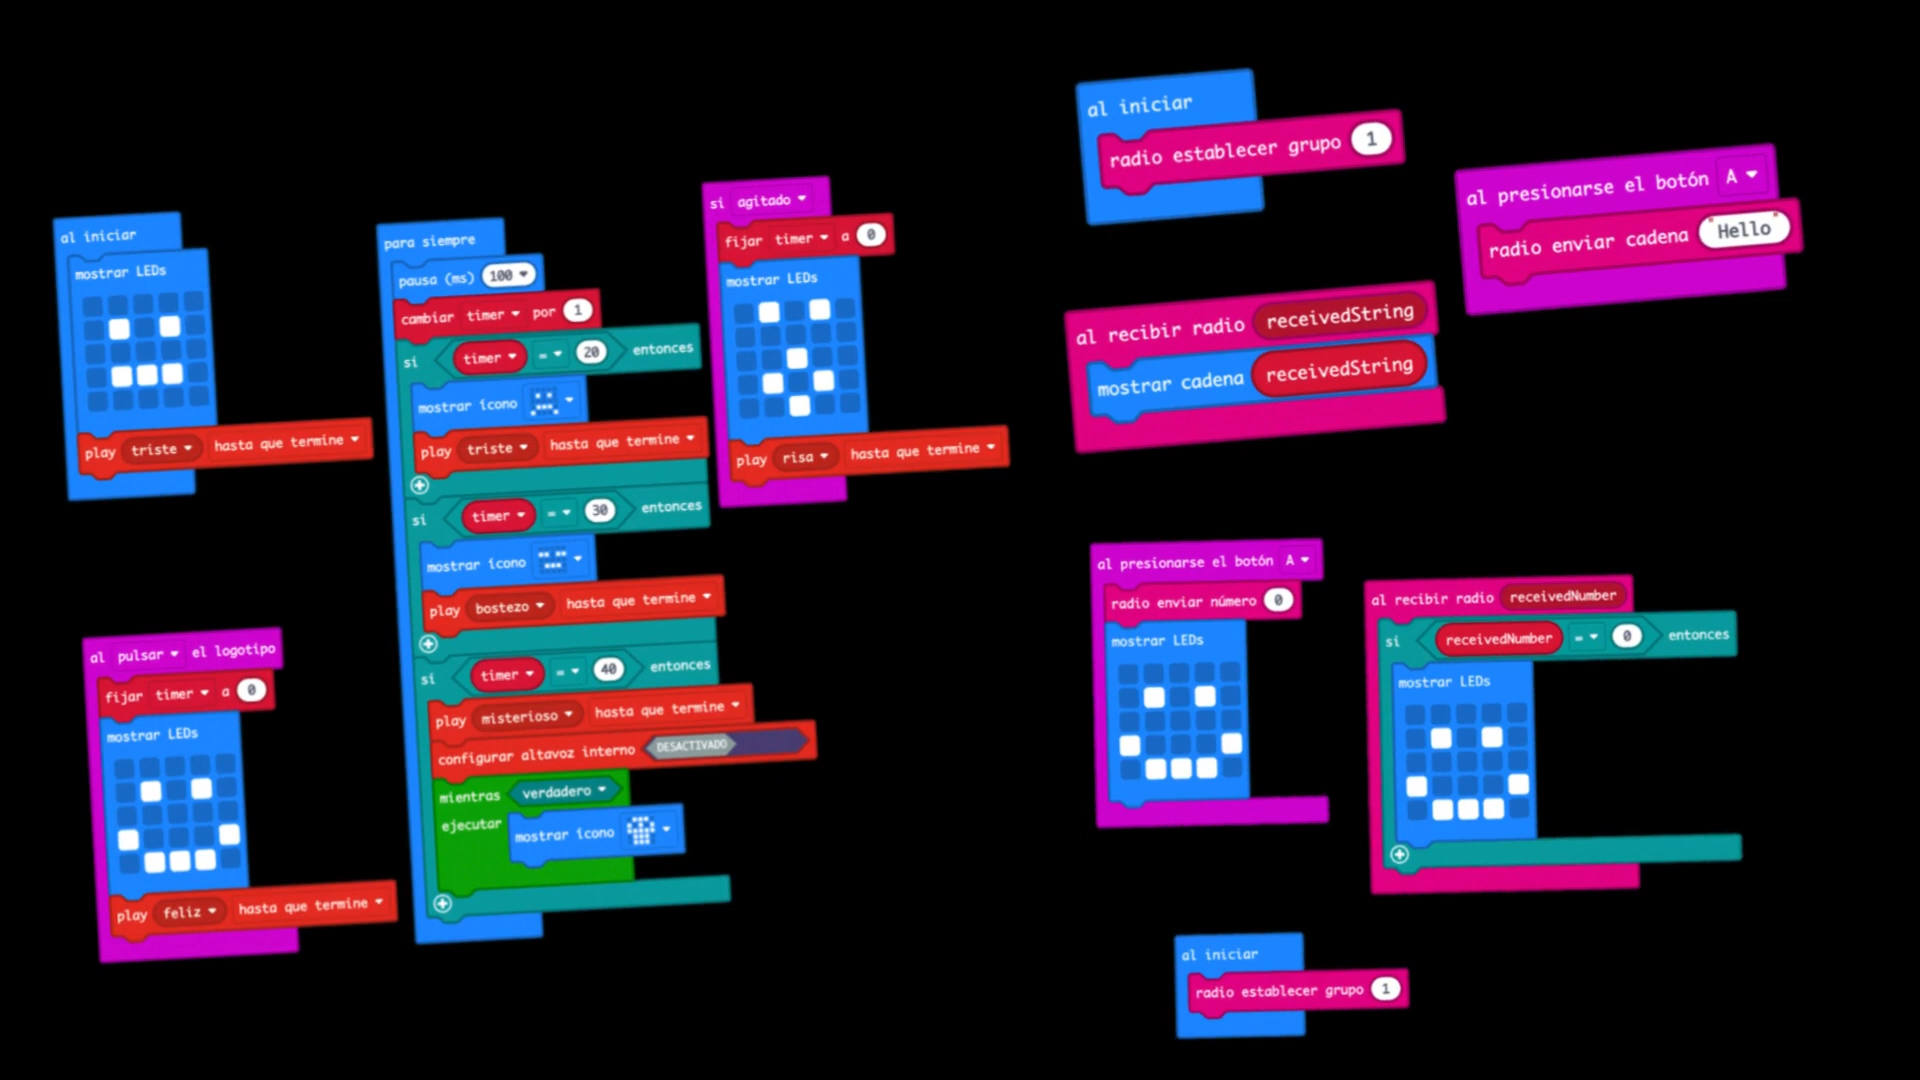 al iniciar
mostrar LEDs
play triste hasta que termine
al pulsar el logotipo
fijar timer a 0
mostrar LEDs
play feliz hasta que termine
para siempre
pausa (ms) 100
cambiar timer por 1
si timer = 20 entonces
mostrar ícono
play triste hasta que termine
si timer = 30 entonces
mostrar ícono
play bostezo hasta que termine
si timer = 40 entonces
play misterioso hasta que termine
configurar altavoz interno DESACTIVADO
mientras verdadero
ejecutar mostrar ícono
si agitado
fijar timer a 0
mostrar LEDs
play risa hasta que termine
al iniciar
radio establecer grupo 1
al presionarse el botón A
radio enviar cadena "Hello"
al recibir radio receivedString
mostrar cadena receivedString
al presionarse el botón A
radio enviar número 0
mostrar LEDs
al recibir radio receivedNumber
si receivedNumber = 0 entonces
mostrar LEDs
al iniciar
radio establecer grupo 1